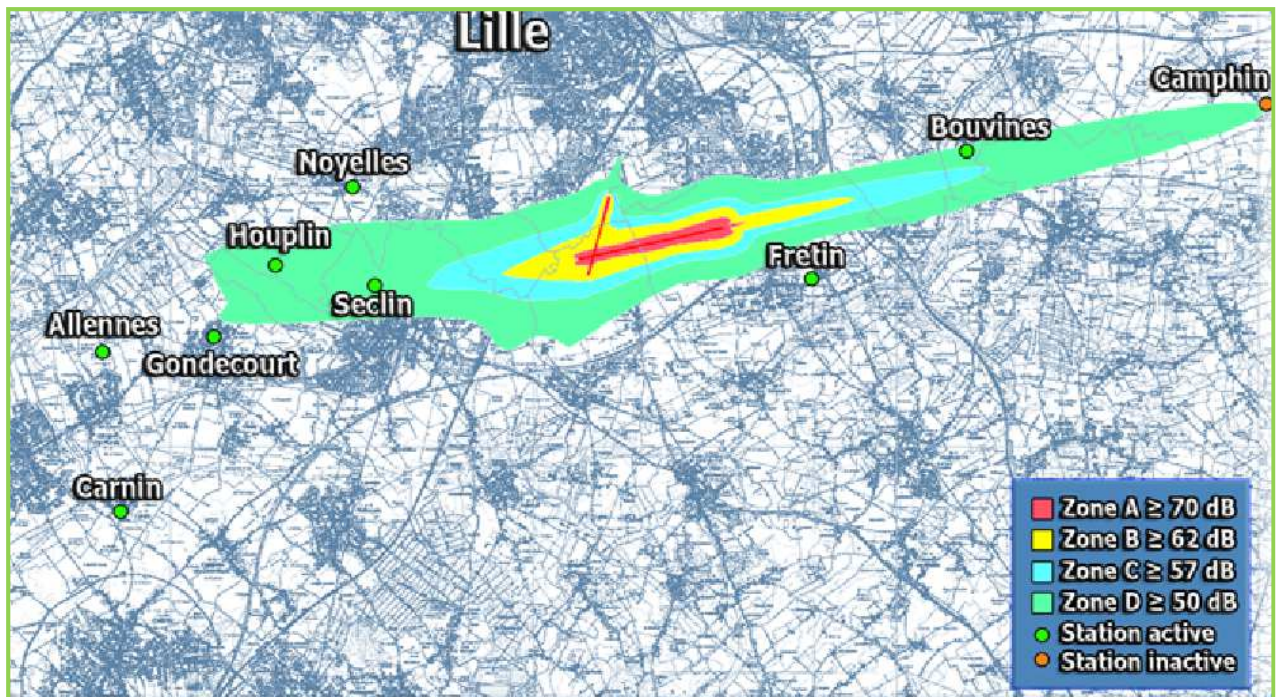 Lille
Camphin
Bouvines
Noyelles
Houplin
Fretin
Seclin
Allennes
Gondecourt
Carnin
Zone A ≥ 70 dB
Zone B ≥ 62 dB
Zone C ≥ 57 dB
Zone D ≥ 50 dB
Station active
Station inactive